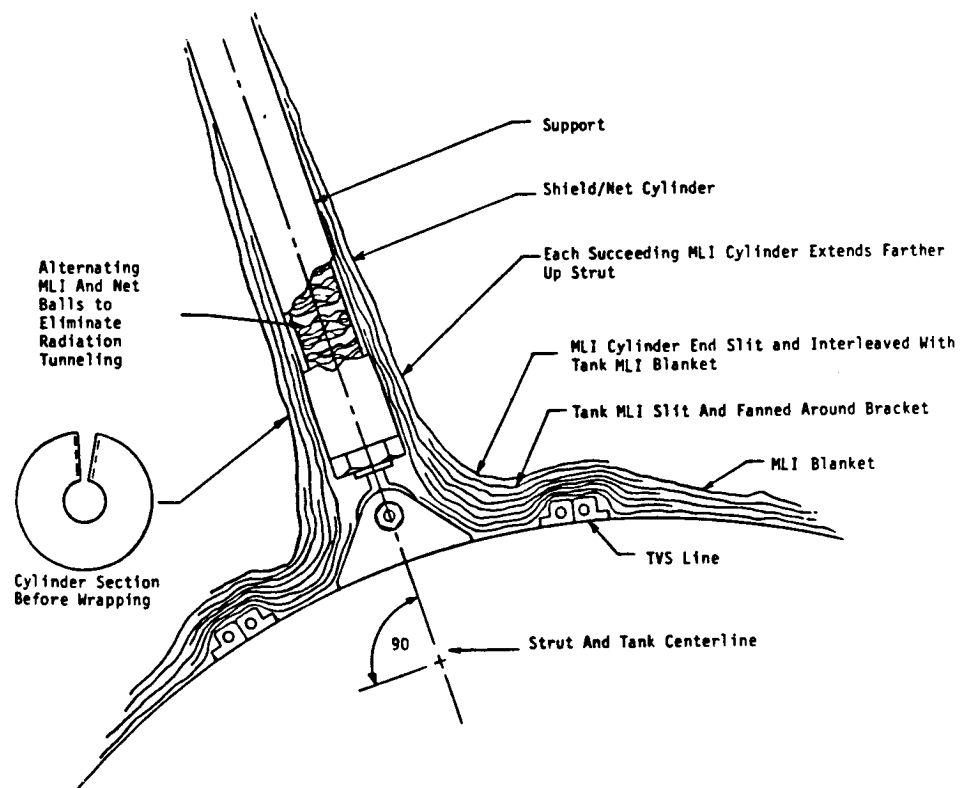 Support
Shield/Net Cylinder
Each Succeeding MLI Cylinder Extends Farther
Up Strut
Alternating
MLI And Net
Balls to
Eliminate
Radiation
Tunneling
MLI Cylinder End Slit and Interleaved With
Tank MLI Blanket
Tank MLI Slit And Fanned Around Bracket
MLI Blanket
TVS Line
Cylinder Section
Before Wrapping
90
Strut And Tank Centerline